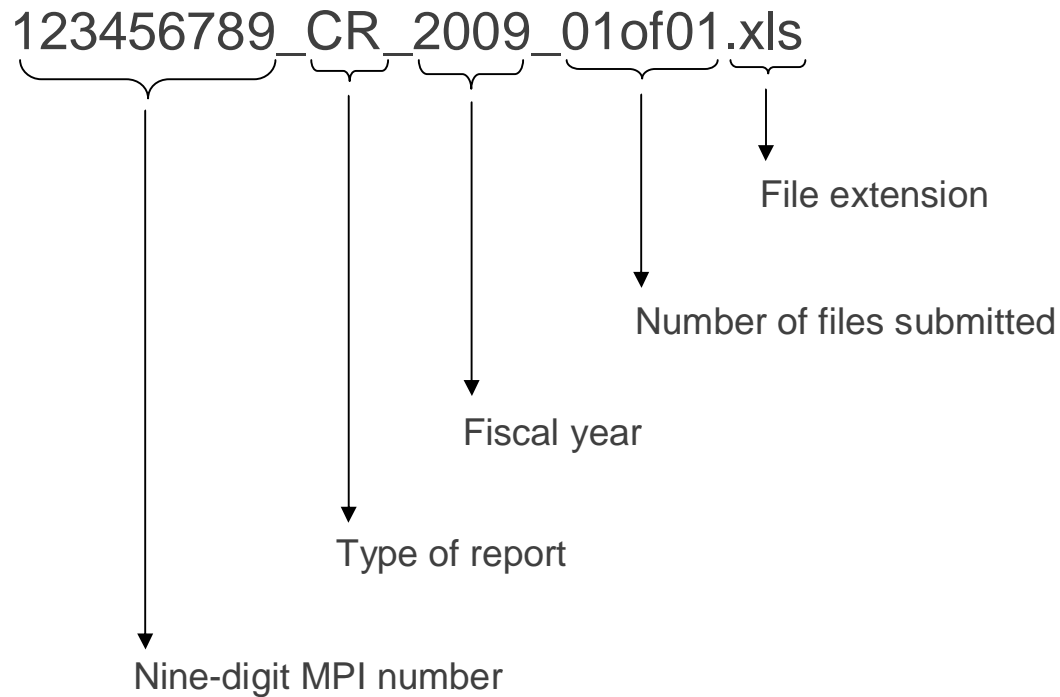 123456789_CR_2009_01of01.xls
File extension
Number of files submitted
Fiscal year
Type of report
Nine-digit MPI number